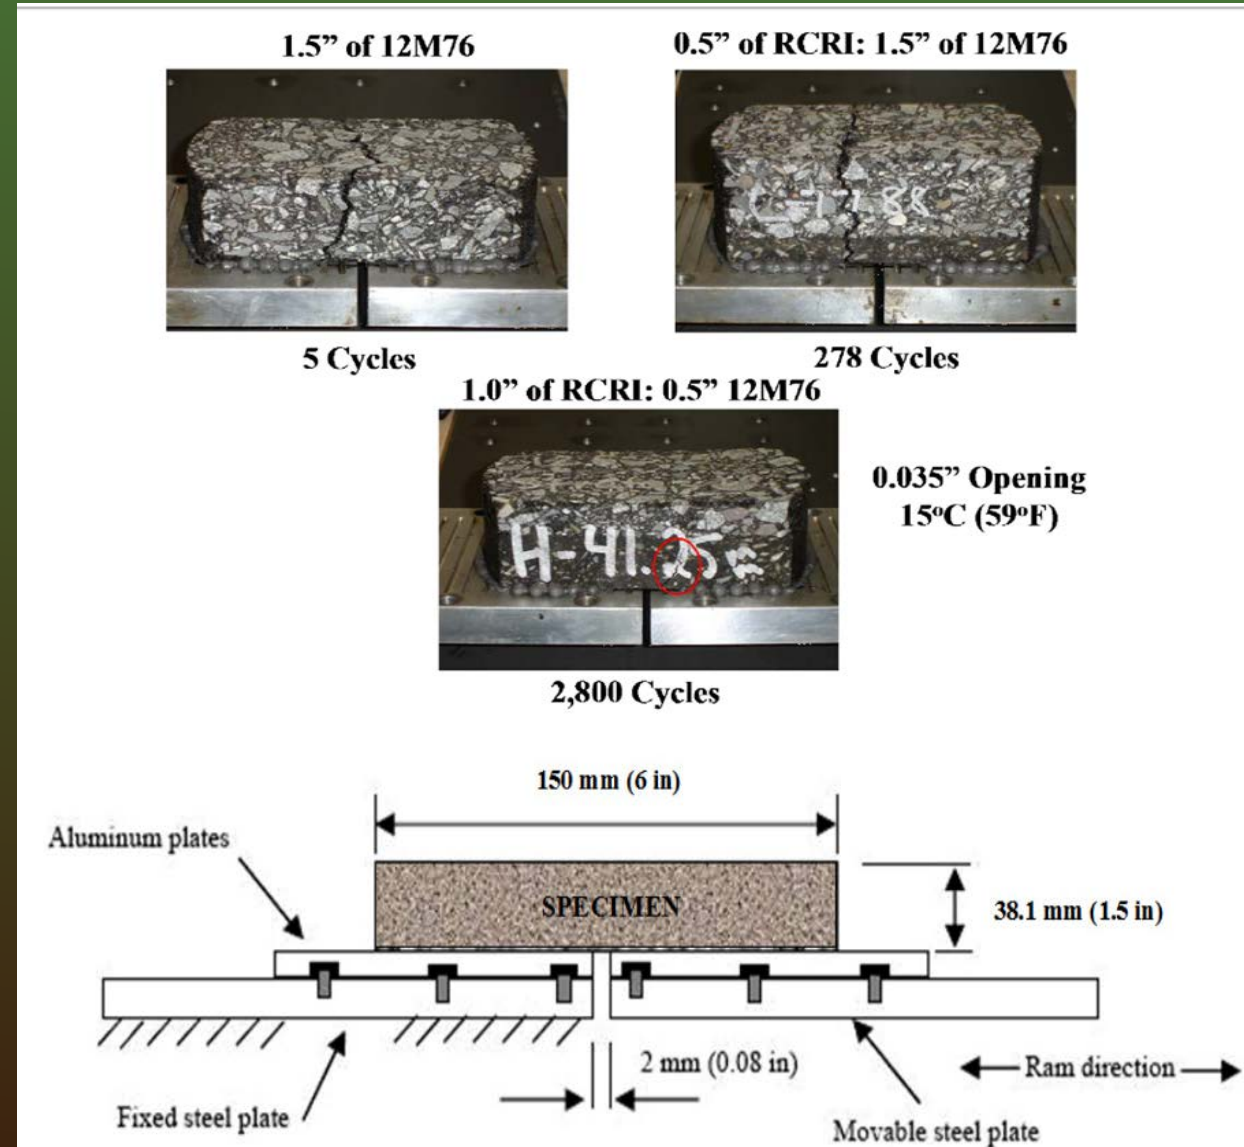 1.5” of 12M76
0.5” of RCRI: 1.5” of 12M76
5 Cycles
278 Cycles
1.0” of RCRI: 0.5” 12M76
0.035” Opening
15°C (59°F)
H-41.25
2,800 Cycles
150 mm (6 in)
Aluminum plates
SPECIMEN
38.1 mm (1.5 in)
2 mm (0.08 in)
Ram direction
Fixed steel plate
Movable steel plate